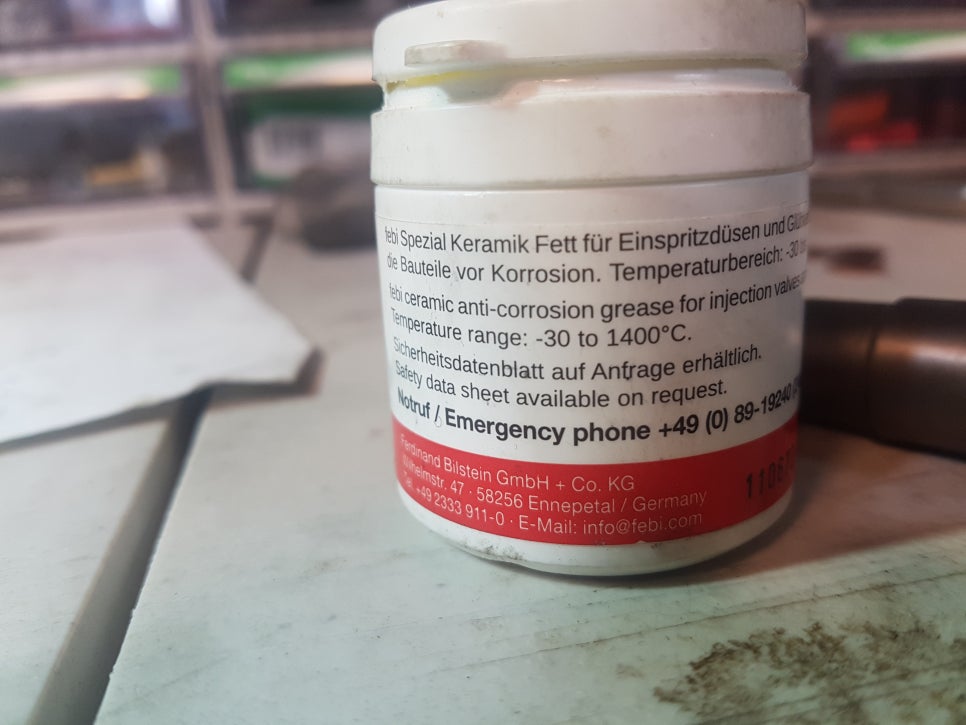 febi Spezial Keramik Fett für Einspritzdüsen und
die Bauteile vor Korrosion. Temperaturbereich: -30
febi ceramic anti-corrosion grease for injection valves
Temperature range: -30 to 1400°C.
Sicherheitsdatenblatt auf Anfrage erhältlich.
Safety data sheet available on request.
Notruf / Emergency phone +49 (0) 89-19240
Ferdinand Bilstein GmbH + Co. KG
Wilhelmstr. 47 · 58256 Ennepetal / Germany
Tel. +49 2333 911-0 · E-Mail: info@febi.com